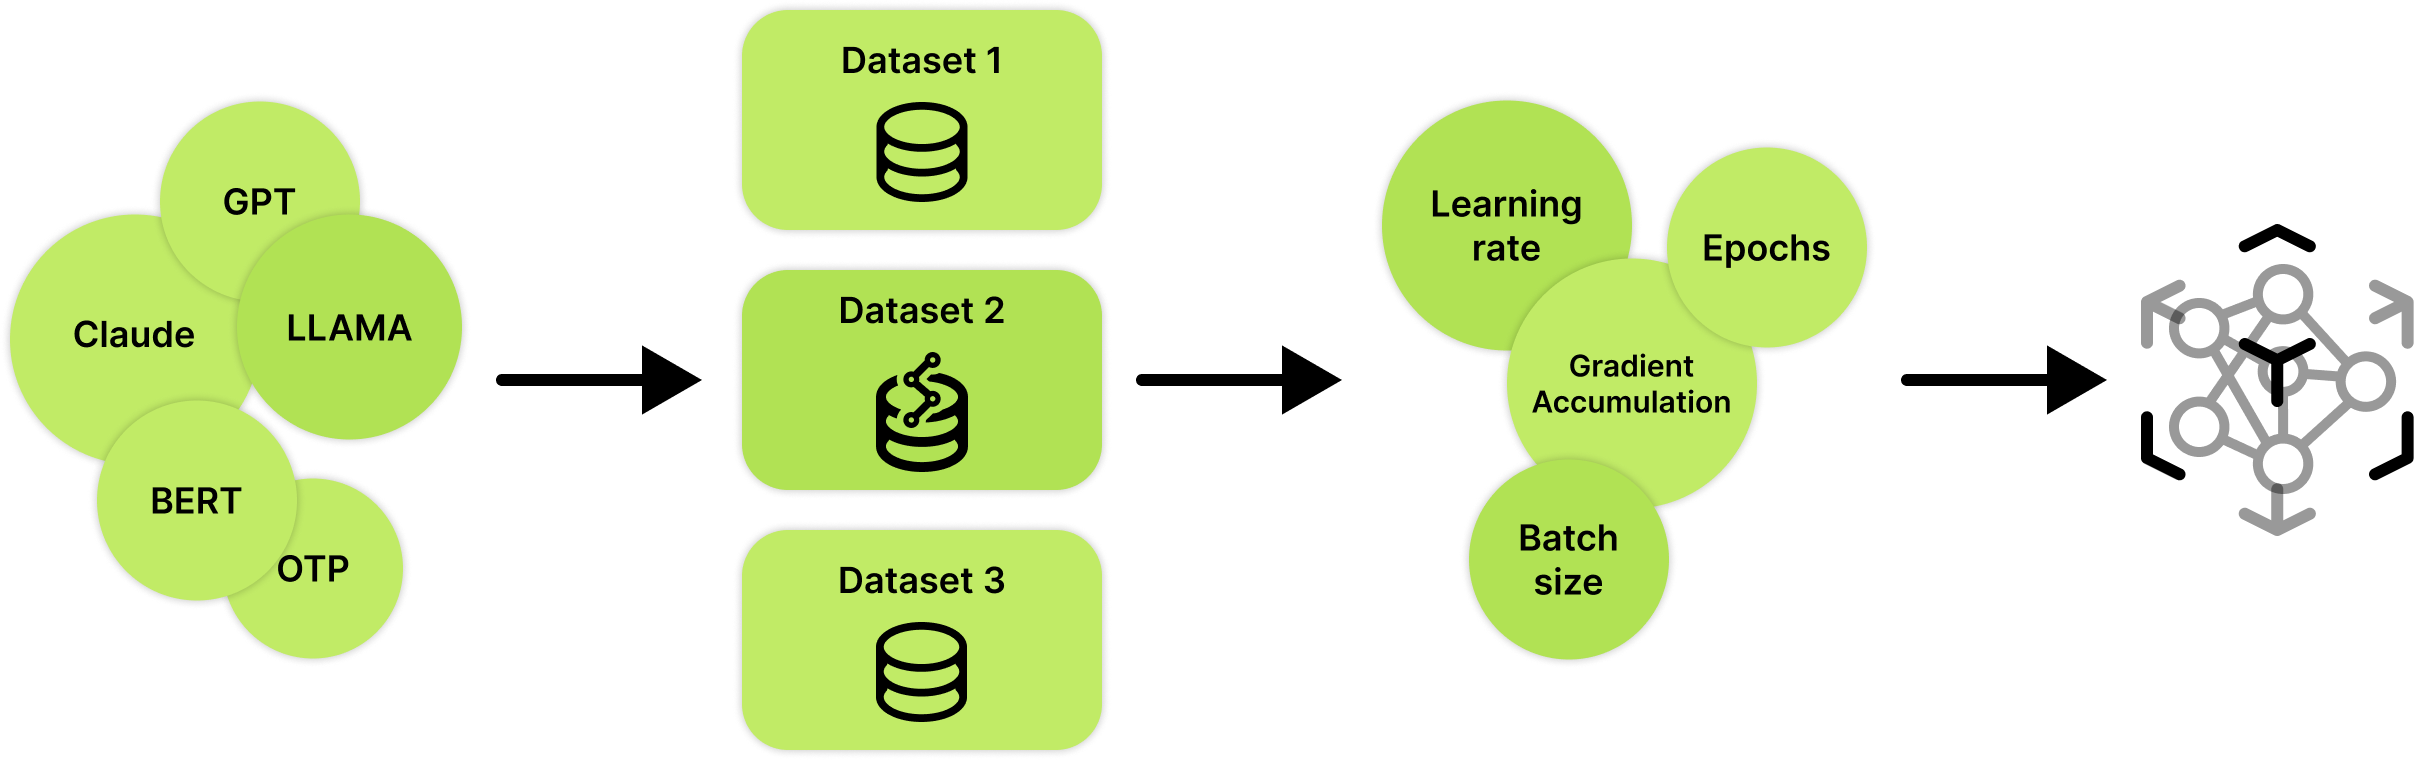 GPT
Claude
LLAMA
BERT
OTP
Dataset 1
Dataset 2
Dataset 3
Learning
rate
Epochs
Gradient
Accumulation
Batch
size